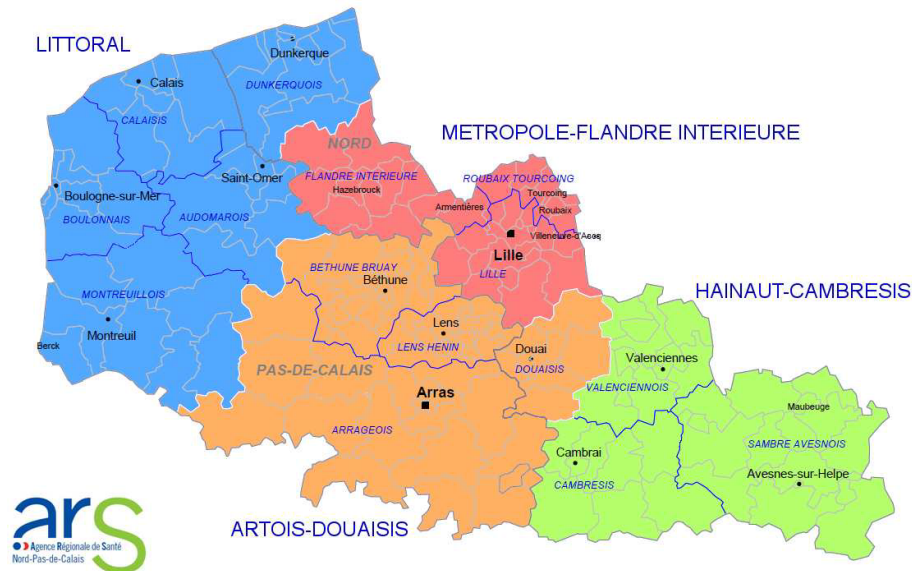 LITTORAL
Dunkerque
DUNKERQUOIS
Calais
CALAISIS
METROPOLE-FLANDRE INTERIEURE
NORD
Saint-Omer
FLANDRE INTERIEURE
Hazebrouck
ROUBAIX TOURCOING
Tourcoing
Armentières
Roubaix
Boulogne-sur-Mer
BOULONNAIS
AUDOMAROIS
Villeneuve-d'Ascq
Lille
LILLE
BETHUNE BRUAY
Béthune
HAINAUT-CAMBRESIS
MONTREUILLOIS
Montreuil
Berck
Lens
LENS HENIN
Douai
DOUAISIS
Valenciennes
VALENCIENNOIS
PAS-DE-CALAIS
Arras
ARRAGEOIS
Maubeuge
SAMBRE AVESNOIS
Avesnes-sur-Helpe
Cambrai
CAMBRESIS
ARTOIS-DOUAISIS
ars
Agence Régionale de Santé
Nord-Pas-de-Calais